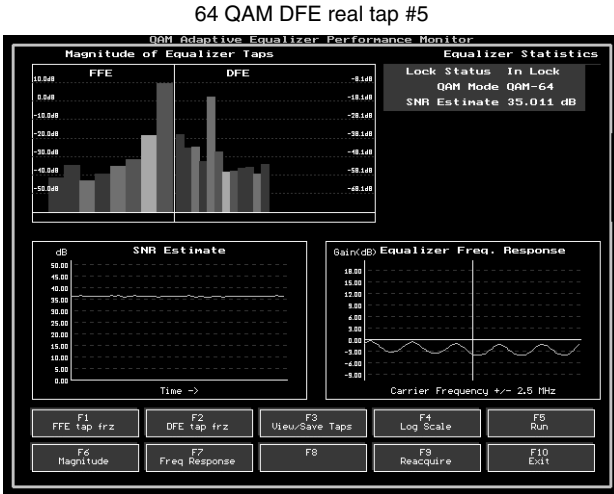 64 QAM DFE real tap #5
QAM Adaptive Equalizer Performance Monitor
Magnitude of Equalizer Taps
FFE
DFE
10.0dB
0.0dB
-10.0dB
-20.0dB
-30.0dB
-40.0dB
-50.0dB
-8.1dB
-18.1dB
-28.1dB
-38.1dB
-48.1dB
-58.1dB
-68.1dB
Equalizer Statistics
Lock Status In Lock
QAM Mode QAM-64
SNR Estimate 35.011 dB
dB
SNR Estimate
50.00
45.00
40.00
35.00
30.00
25.00
20.00
15.00
10.00
5.00
0.00
Time ->
Gain(dB)
Equalizer Freq. Response
18.00
15.00
12.00
9.00
6.00
3.00
0.00
-3.00
-6.00
-9.00
Carrier Frequency +/- 2.5 MHz
F1
FFE tap frz
F2
DFE tap frz
F3
View/Save Taps
F4
Log Scale
F5
Run
F6
Magnitude
F7
Freq Response
F8
F9
Reacquire
F10
Exit